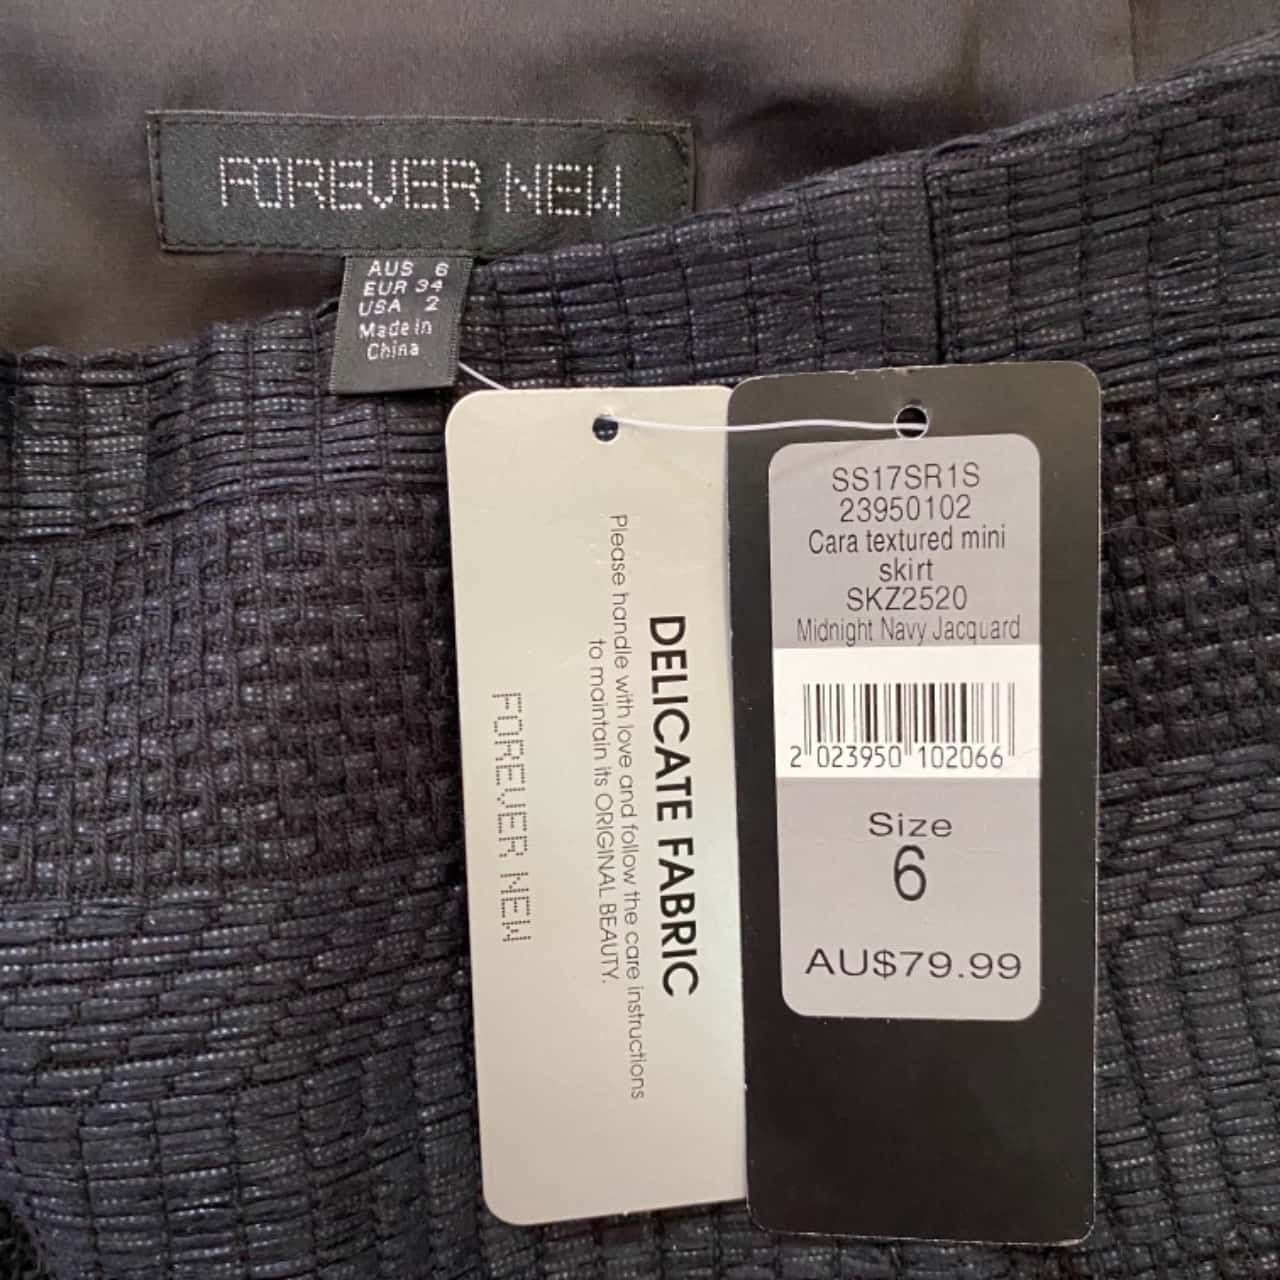 FOREVER NEW
AUS 6
EUR 34
USA 2
Made in
China
DELICATE FABRIC
Please handle with love and follow the care instructions
to maintain its ORIGINAL BEAUTY.
FOREVER NEW
SS17SR1S
23950102
Cara textured mini
skirt
SKZ2520
Midnight Navy Jacquard
2 023950 102066
Size
6
AU$79.99